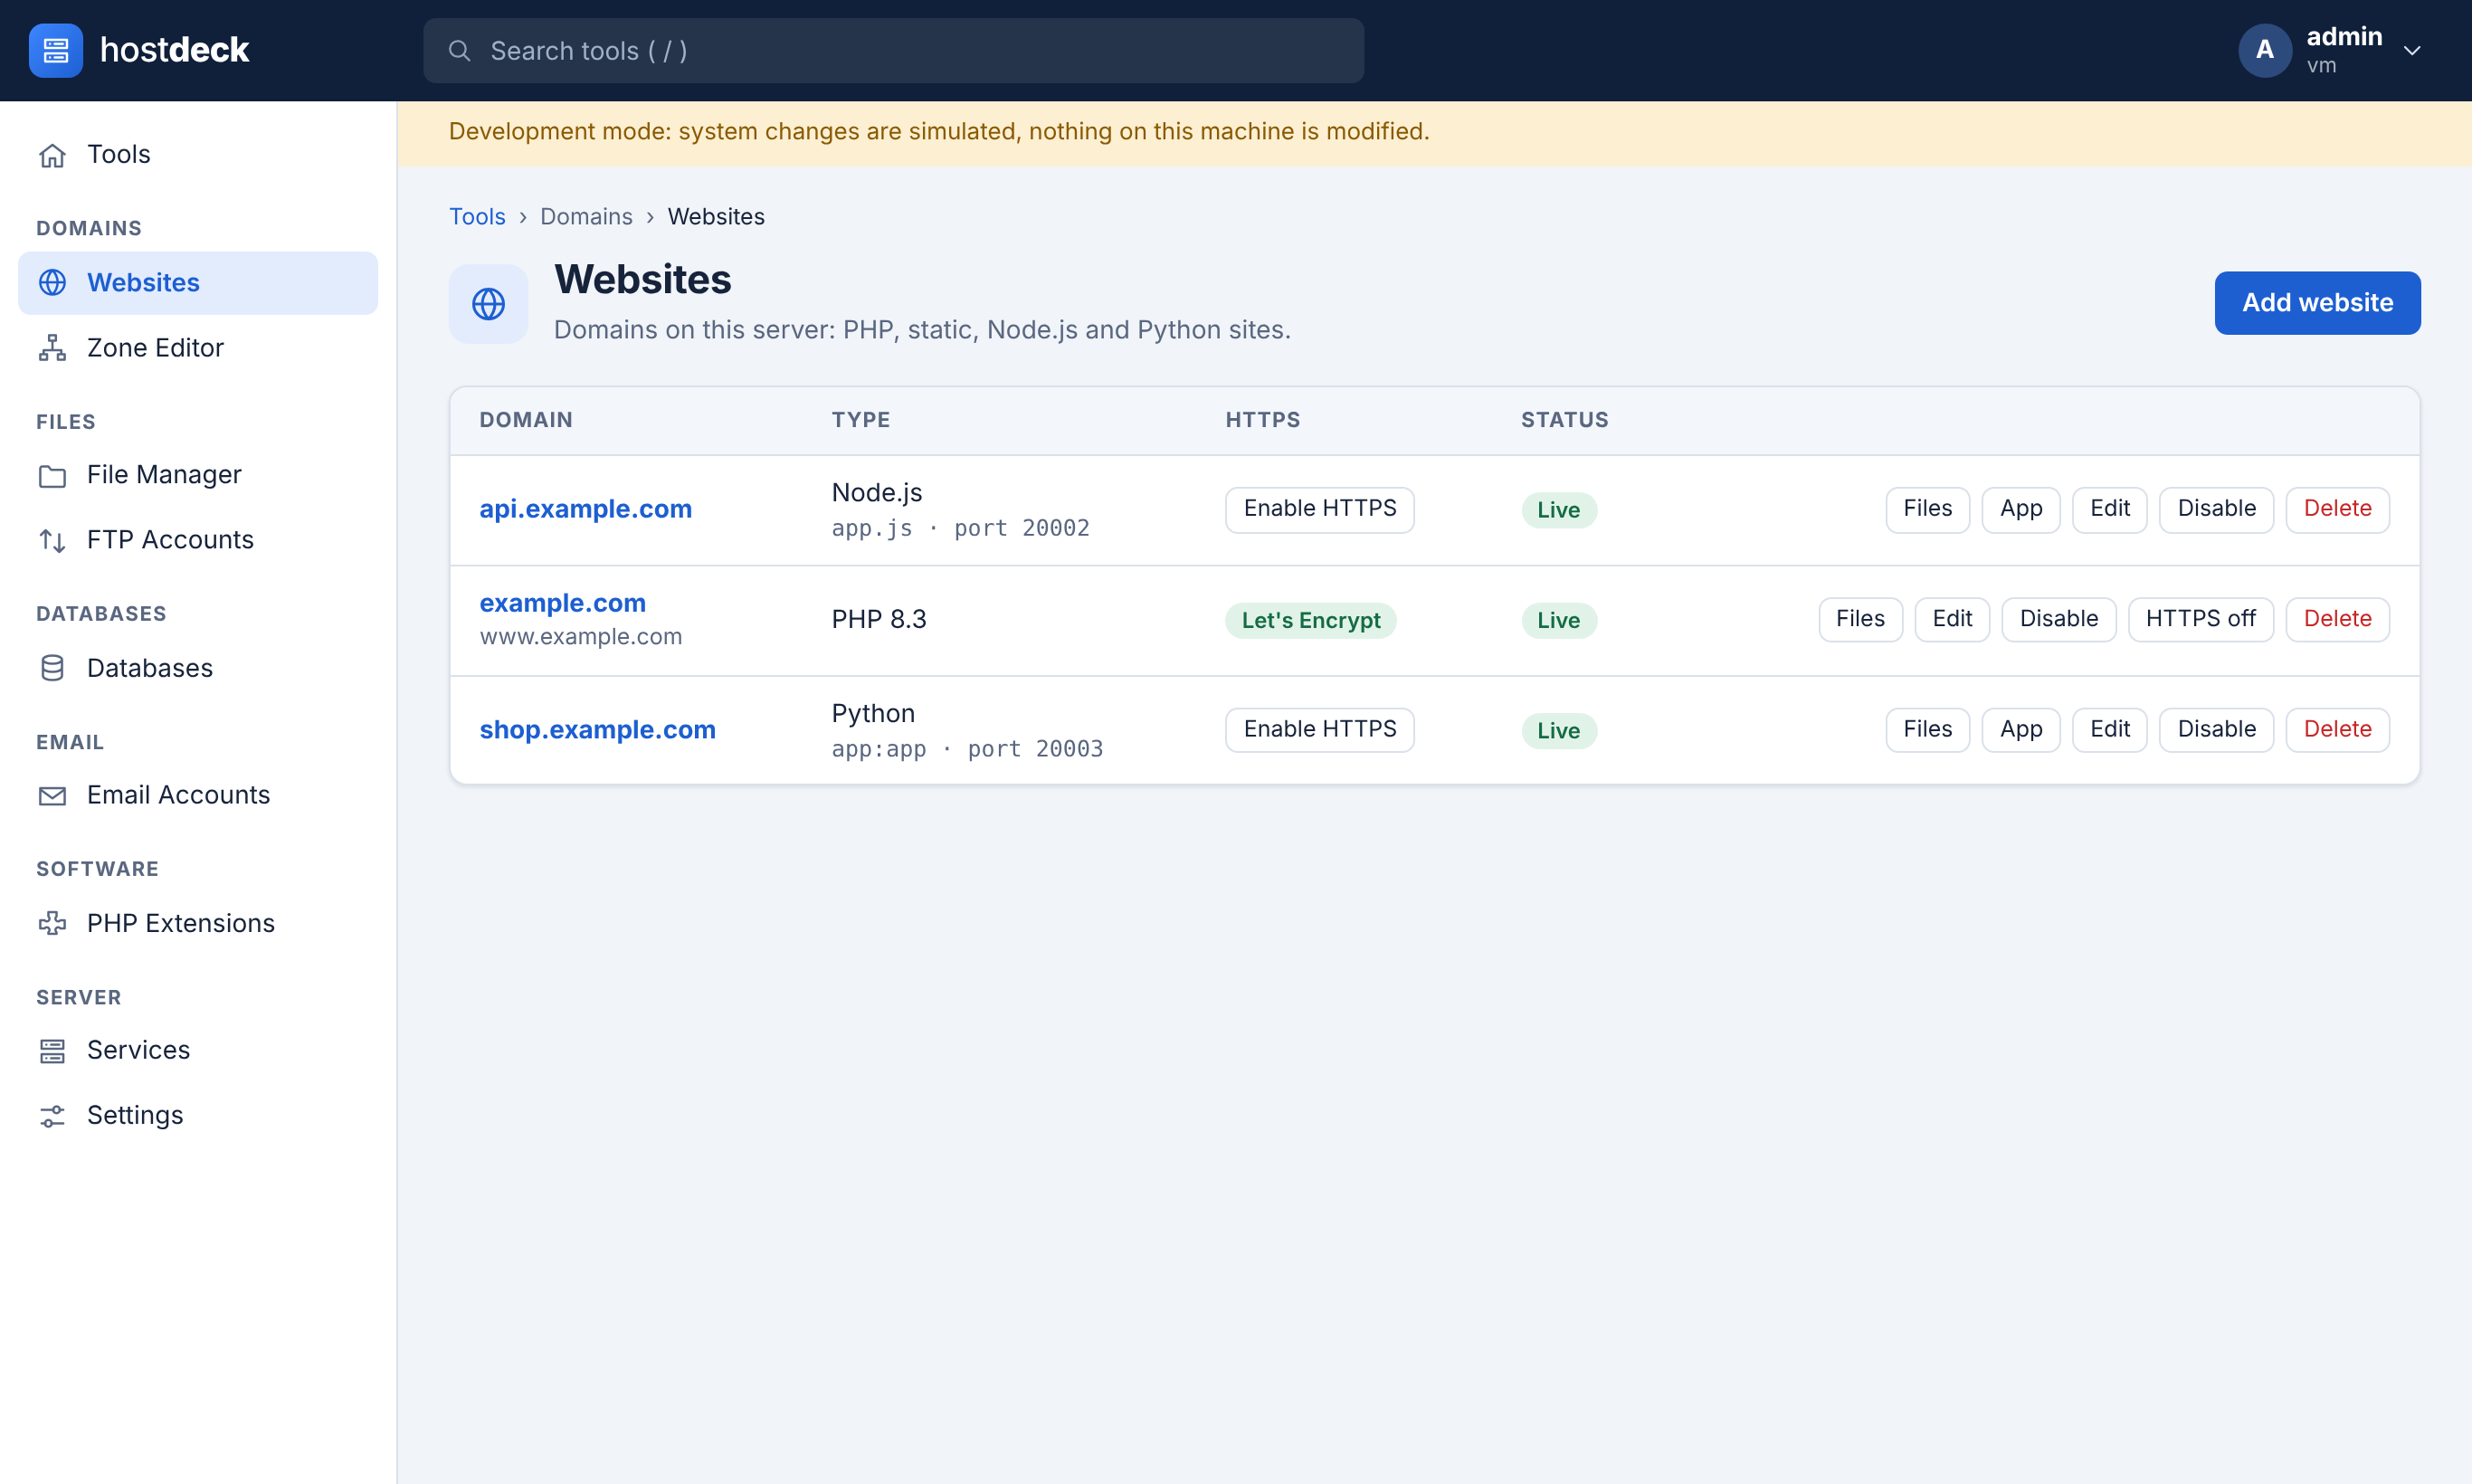 hostdeck
Search tools ( / )
A
admin
vm
Tools
DOMAINS
Websites
Zone Editor
FILES
File Manager
FTP Accounts
DATABASES
Databases
EMAIL
Email Accounts
SOFTWARE
PHP Extensions
SERVER
Services
Settings
Development mode: system changes are simulated, nothing on this machine is modified.
Tools › Domains › Websites
Websites
Domains on this server: PHP, static, Node.js and Python sites.
Add website
DOMAIN TYPE HTTPS STATUS
api.example.com Node.js Enable HTTPS Live Files App Edit Disable Delete
app.js · port 20002
example.com PHP 8.3 Let's Encrypt Live Files Edit Disable HTTPS off Delete
www.example.com
shop.example.com Python Enable HTTPS Live Files App Edit Disable Delete
app:app · port 20003